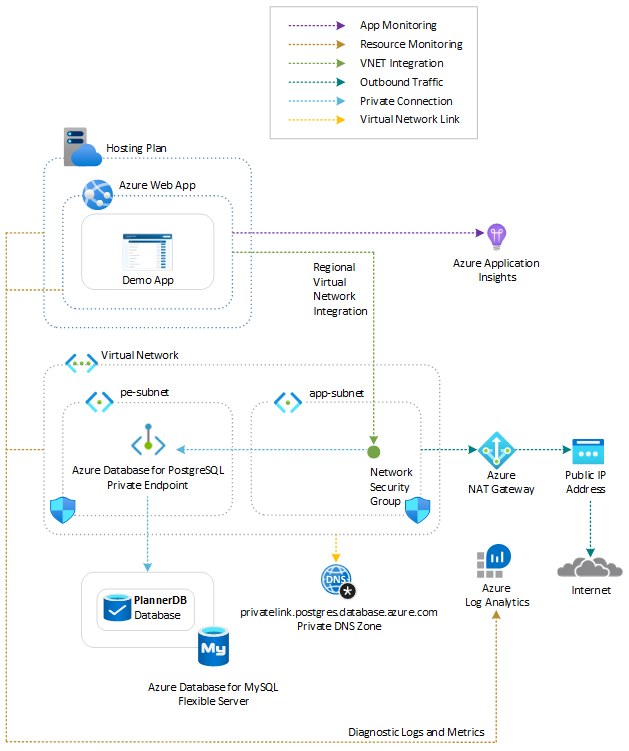 App Monitoring
Resource Monitoring
VNET Integration
Outbound Traffic
Private Connection
Virtual Network Link
Hosting Plan
Azure Web App
Demo App
Azure Application
Insights
Regional
Virtual
Network
Integration
Virtual Network
pe-subnet
app-subnet
Azure Database for PostgreSQL
Private Endpoint
Network
Security
Group
Azure
NAT Gateway
Public IP
Address
DNS
privatelink.postgres.database.azure.com
Private DNS Zone
Azure
Log Analytics
Internet
PlannerDB
Database
My
Azure Database for MySQL
Flexible Server
Diagnostic Logs and Metrics